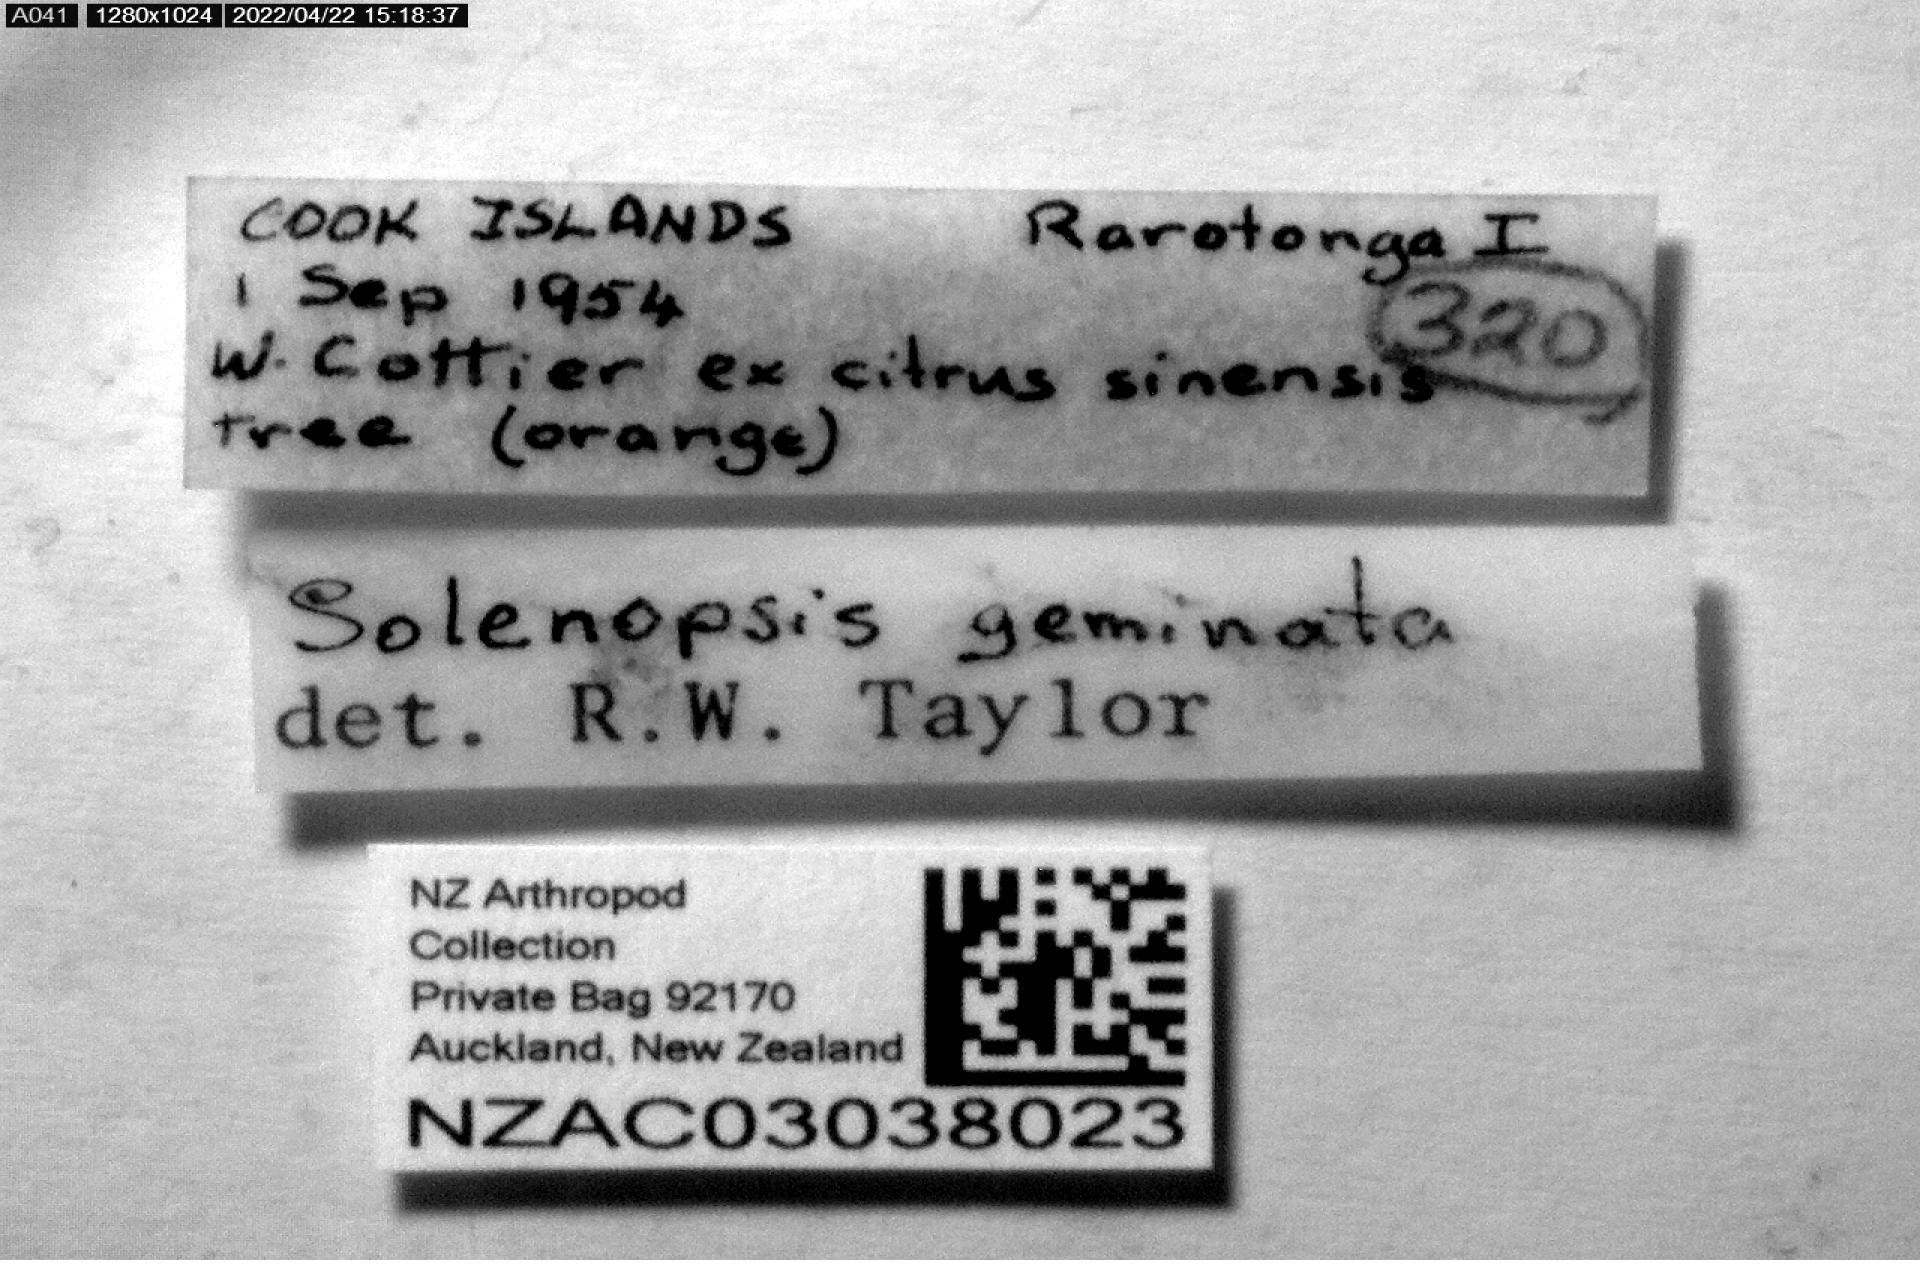 A041 1280x1024 2022/04/22 15:18:37
COOK ISLANDS Rarotonga I
1 Sep 1954 320
W. Cottier ex citrus sinensis
tree (orange)
Solenopsis geminata
det. R.W. Taylor
NZ Arthropod
Collection
Private Bag 92170
Auckland, New Zealand
NZAC03038023